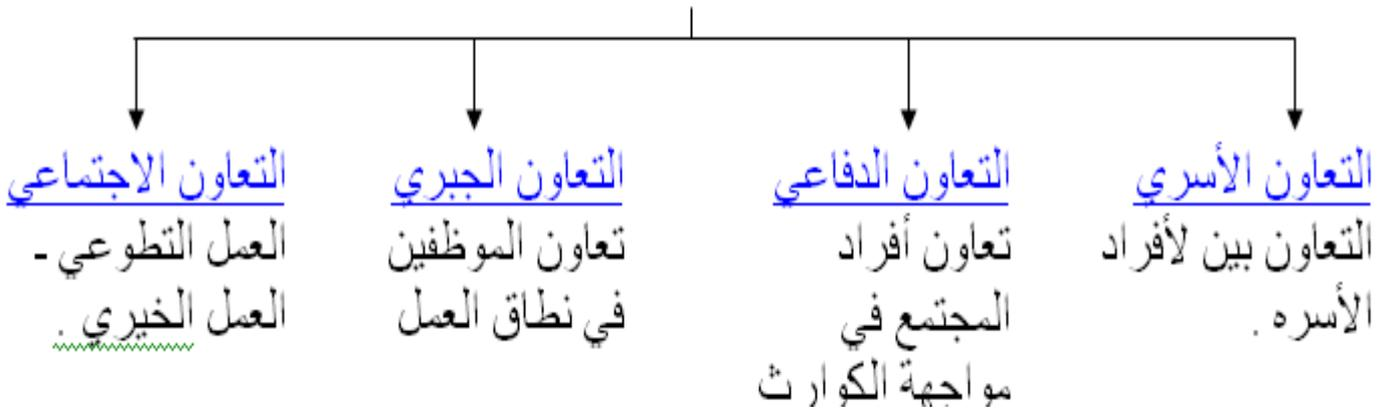 التعاون الأسري
التعاون بين لأفراد
الأسره .
التعاون الدفاعي
تعاون أفراد
المجتمع في
مواجهة الكوارث
التعاون الجبري
تعاون الموظفين
في نطاق العمل
التعاون الاجتماعي
العمل التطوعي -
العمل الخيري .